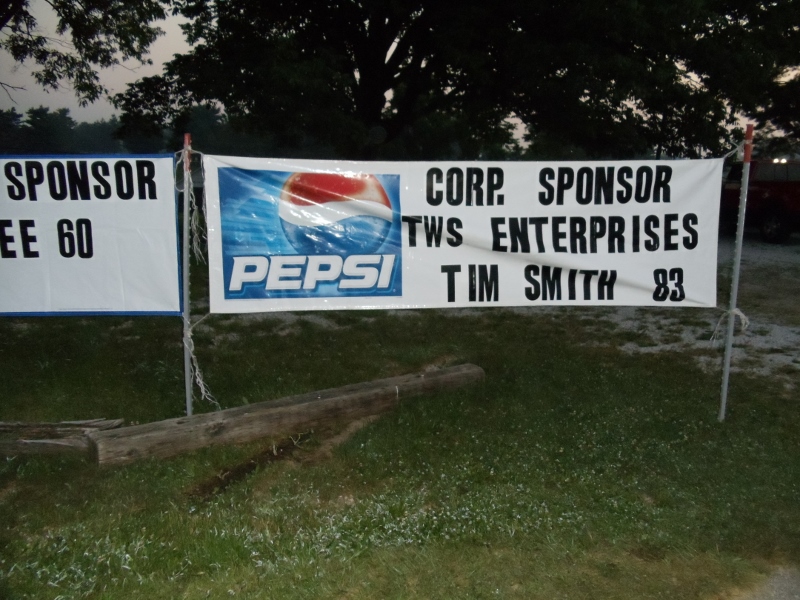 SPONSOR
EE 60
PEPSI
CORP. SPONSOR
TWS ENTERPRISES
TIM SMITH 83